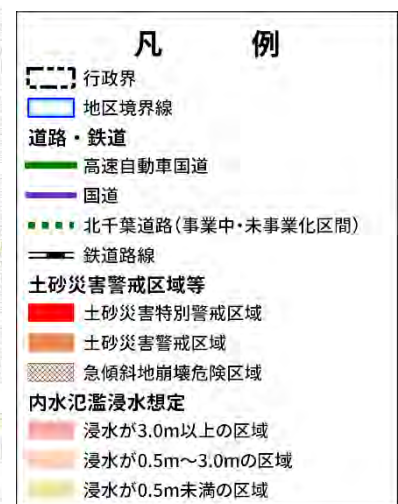 凡 例
行政界
地区境界線
道路・鉄道
高速自動車国道
国道
北千葉道路(事業中・未事業化区間)
鉄道路線
土砂災害警戒区域等
土砂災害特別警戒区域
土砂災害警戒区域
急傾斜地崩壊危険区域
内水氾濫浸水想定
浸水が3.0m以上の区域
浸水が0.5m～3.0mの区域
浸水が0.5m未満の区域